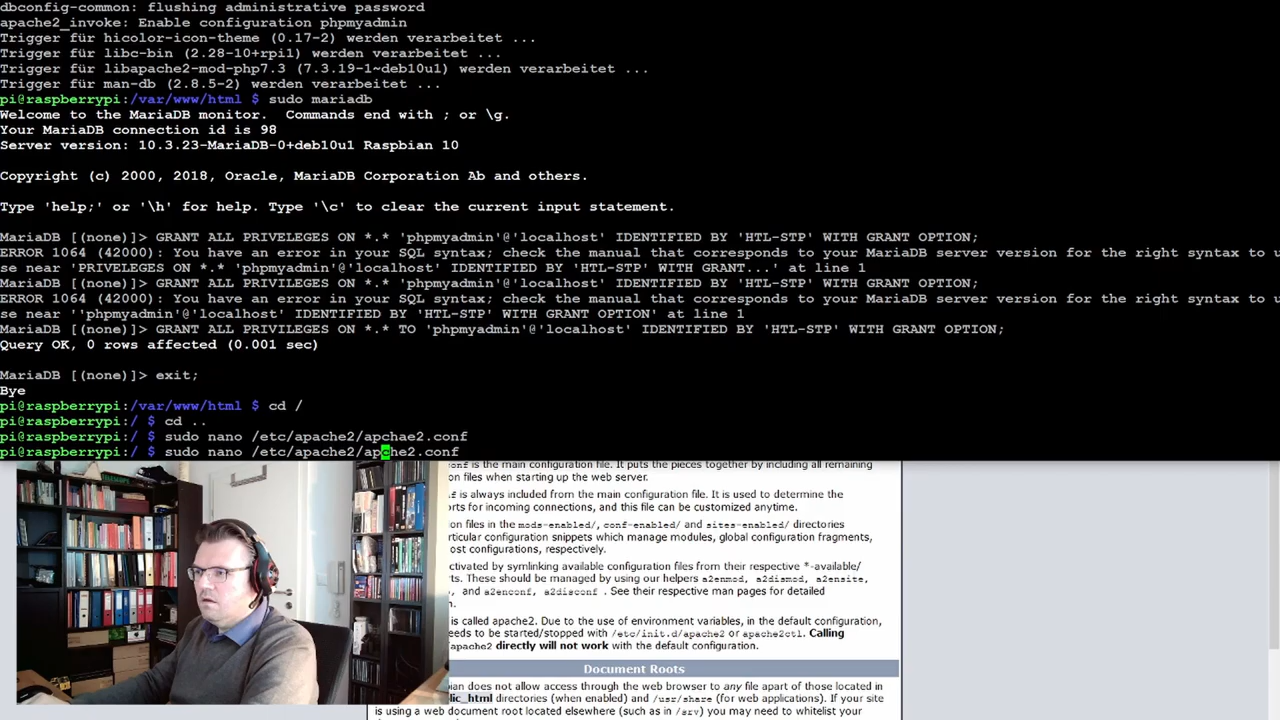 dbconfig-common: flushing administrative password
apache2_invoke: Enable configuration phpmyadmin
Trigger für hicolor-icon-theme (0.17-2) werden verarbeitet ...
Trigger für libc-bin (2.28-10+rpi1) werden verarbeitet ...
Trigger für libapache2-mod-php7.3 (7.3.19-1~deb10u1) werden verarbeitet ...
Trigger für man-db (2.8.5-2) werden verarbeitet ...
pi@raspberrypi:/var/www/html $ sudo mariadb
Welcome to the MariaDB monitor.  Commands end with ; or \g.
Your MariaDB connection id is 98
Server version: 10.3.23-MariaDB-0+deb10u1 Raspbian 10
Copyright (c) 2000, 2018, Oracle, MariaDB Corporation Ab and others.
Type 'help;' or '\h' for help. Type '\c' to clear the current input statement.
MariaDB [(none)]> GRANT ALL PRIVELEGES ON *.* 'phpmyadmin'@'localhost' IDENTIFIED BY 'HTL-STP' WITH GRANT OPTION;
ERROR 1064 (42000): You have an error in your SQL syntax; check the manual that corresponds to your MariaDB server version for the right syntax to u
se near 'PRIVELEGES ON *.* 'phpmyadmin'@'localhost' IDENTIFIED BY 'HTL-STP' WITH GRANT...' at line 1
MariaDB [(none)]> GRANT ALL PRIVILEGES ON *.* 'phpmyadmin'@'localhost' IDENTIFIED BY 'HTL-STP' WITH GRANT OPTION;
ERROR 1064 (42000): You have an error in your SQL syntax; check the manual that corresponds to your MariaDB server version for the right syntax to u
se near ''phpmyadmin'@'localhost' IDENTIFIED BY 'HTL-STP' WITH GRANT OPTION' at line 1
MariaDB [(none)]> GRANT ALL PRIVILEGES ON *.* TO 'phpmyadmin'@'localhost' IDENTIFIED BY 'HTL-STP' WITH GRANT OPTION;
Query OK, 0 rows affected (0.001 sec)
MariaDB [(none)]> exit;
Bye
pi@raspberrypi:/var/www/html $ cd /
pi@raspberrypi:/ $ cd ..
pi@raspberrypi:/ $ sudo nano /etc/apache2/apchae2.conf
pi@raspberrypi:/ $ sudo nano /etc/apache2/apche2.conf
is the main configuration file. It puts the pieces together by including all remaining
on files when starting up the web server.
is always included from the main configuration file. It is used to determine the
orts for incoming connections, and this file can be customized anytime.
on files in the mods-enabled/, conf-enabled/ and sites-enabled/ directories
rticular configuration snippets which manage modules, global configuration fragments,
ost configurations, respectively.
ctivated by symlinking available configuration files from their respective *-available/
rts. These should be managed by using our helpers a2enmod, a2dismod, a2ensite,
, and a2enconf, a2disconf . See their respective man pages for detailed
n.
is called apache2. Due to the use of environment variables, in the default configuration,
eeds to be started/stopped with /etc/init.d/apache2 or apache2ctl. Calling
apache2 directly will not work with the default configuration.
Document Roots
ian does not allow access through the web browser to any file apart of those located in
lic_html directories (when enabled) and /usr/share (for web applications). If your site
is using a web document root located elsewhere (such as in /srv) you may need to whitelist your